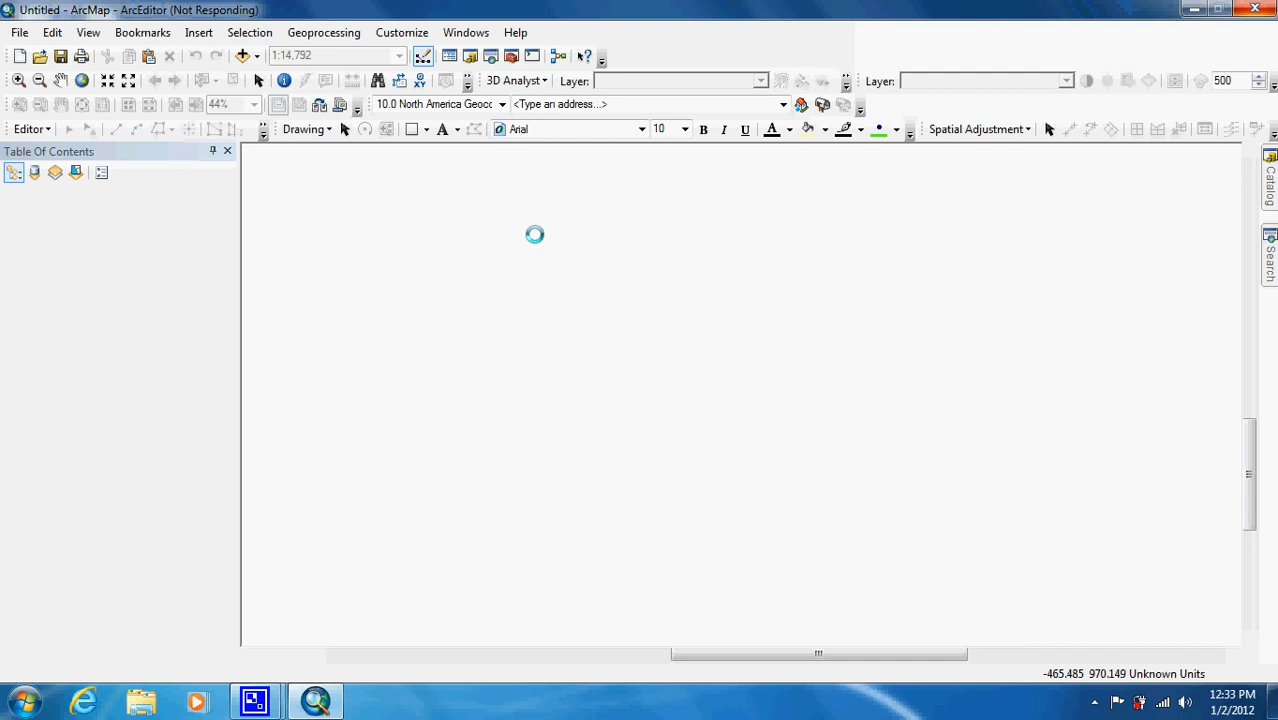 Untitled - ArcMap - ArcEditor (Not Responding)
File Edit View Bookmarks Insert Selection Geoprocessing Customize Windows Help
1:14.792
3D Analyst Layer: Layer: 500
44% 10.0 North America Geocc <Type an address...>
Editor Drawing A Arial 10 B I U A Spatial Adjustment
Table Of Contents
Catalog
Search
-465.485 970.149 Unknown Units
12:33 PM
1/2/2012